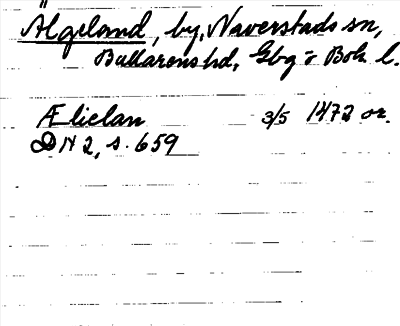 Älgeland, by, Naverstads sn,
Bullarens hd, Gbg o Boh l.
Ælielan 3/5 1472 or.
DN 2, s. 659